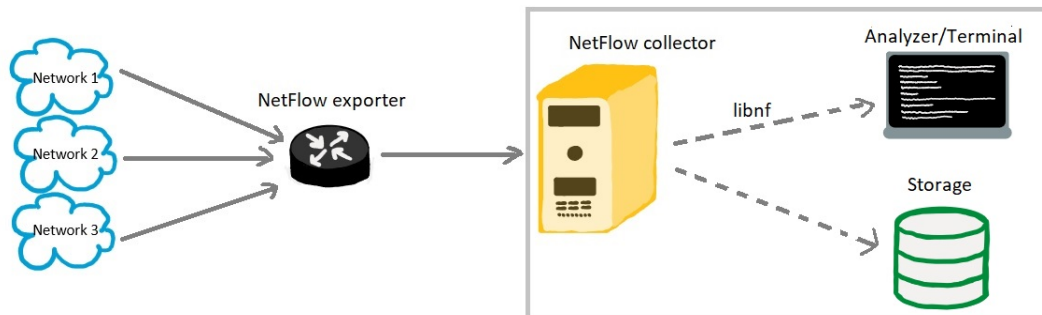 Network 1
Network 2
Network 3
NetFlow exporter
NetFlow collector
libnf
Analyzer/Terminal
Storage